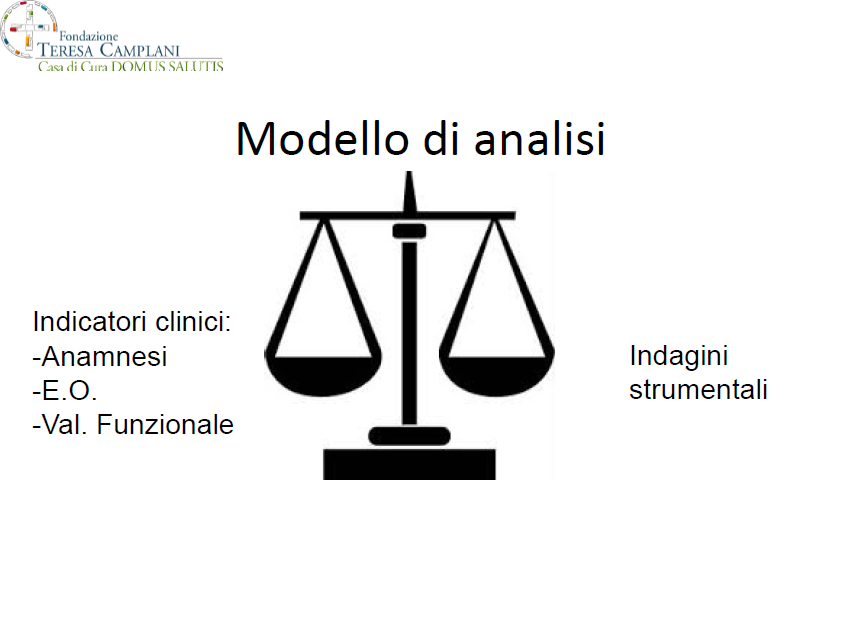 Fondazione
TERESA CAMPLANI
Casa di Cura DOMUS SALUTIS
Modello di analisi
Indicatori clinici:
-Anamnesi
-E.O.
-Val. Funzionale
Indagini
strumentali